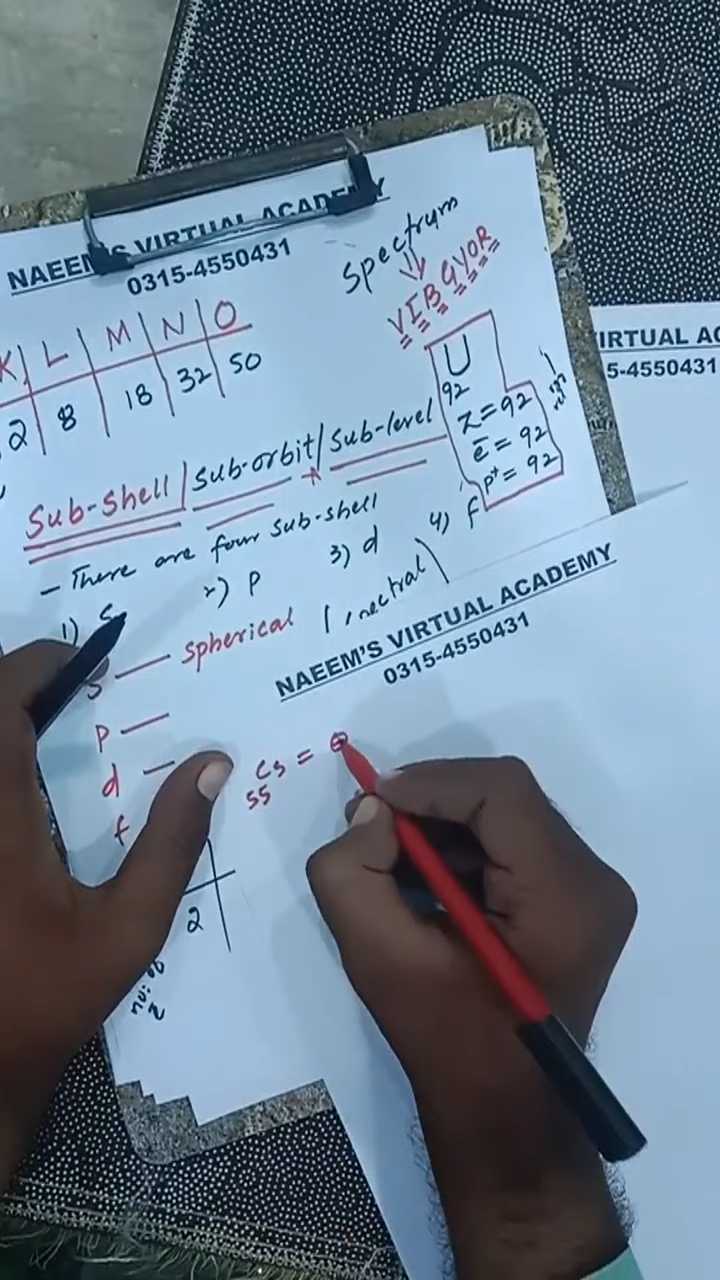 NAEEM'S VIRTUAL ACADEMY
0315-4550431
Spectrum
VIBGYOR
K L M N O
2 8 18 32 50
U
92
Z = 92
e̅ = 92
p⁺ = 92
IRTUAL ACADEMY
5-4550431
Sub-Shell / Sub-orbit / Sub-level
- There are four Sub-shell
1) S 2) P 3) d 4) f
S — Spherical
P —
d —
f
NAEEM'S VIRTUAL ACADEMY
0315-4550431
Cs =
55
2